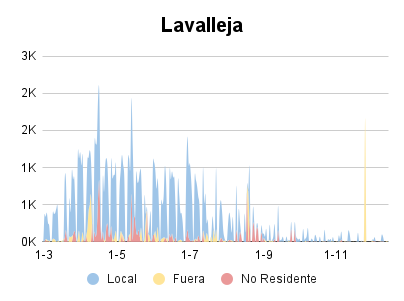 Lavalleja
3K
2K
2K
1K
1K
0K
1-3 1-5 1-7 1-9 1-11
Local Fuera No Residente